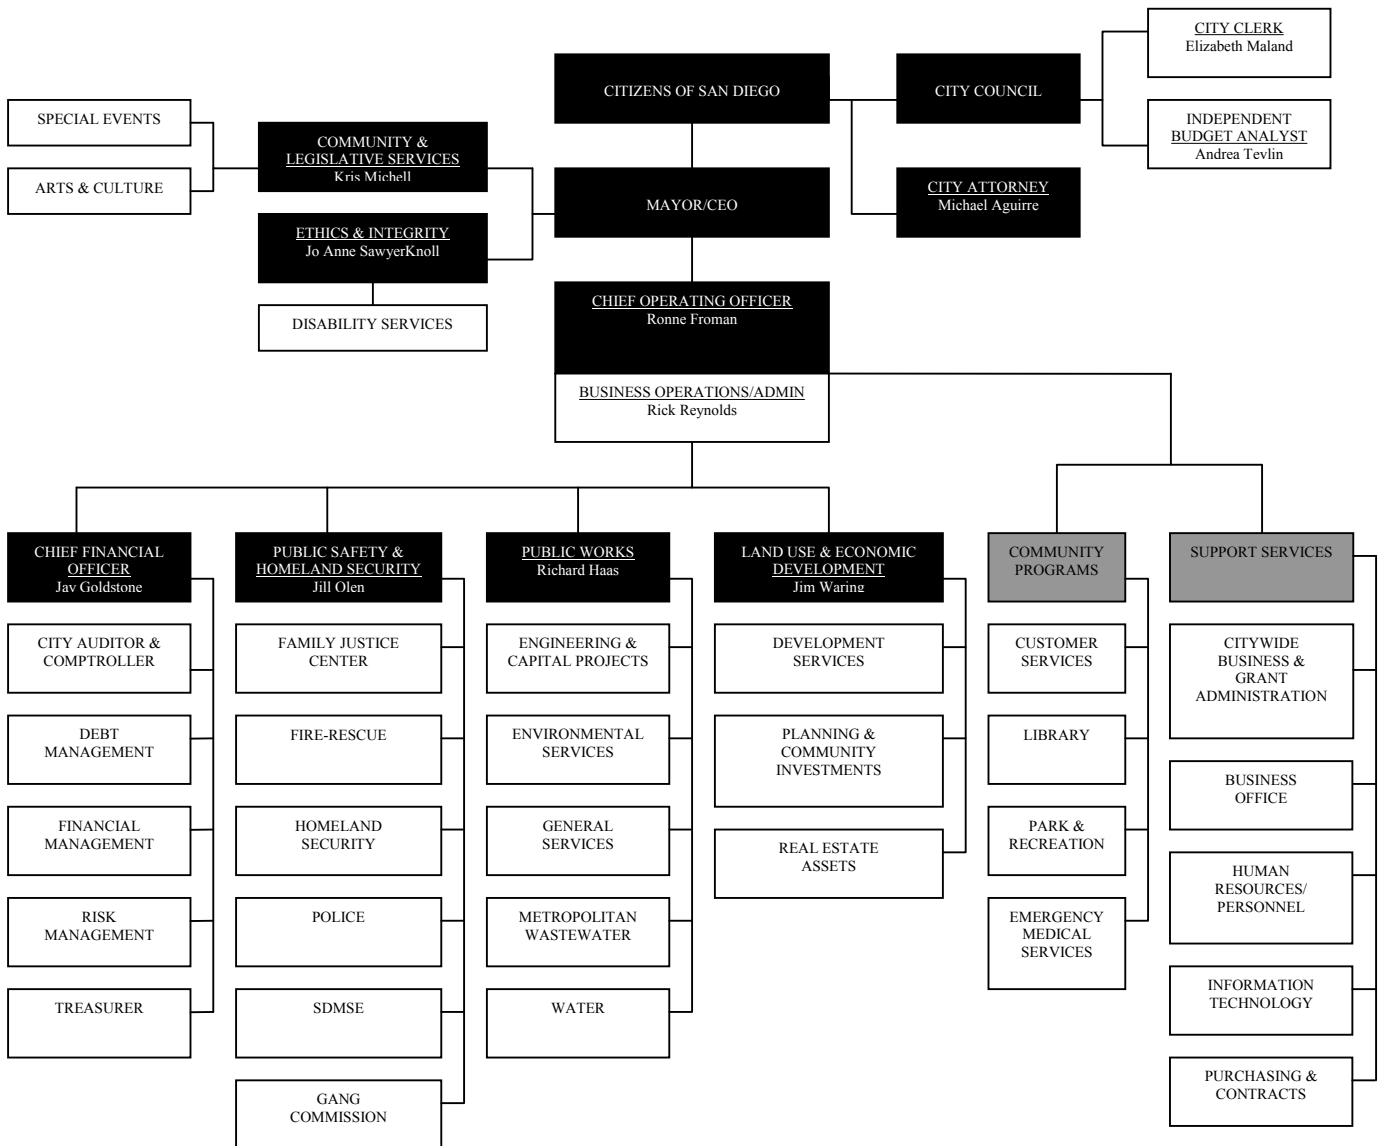 CITY CLERK
Elizabeth Maland
CITIZENS OF SAN DIEGO
CITY COUNCIL
INDEPENDENT
BUDGET ANALYST
Andrea Tevlin
SPECIAL EVENTS
ARTS & CULTURE
COMMUNITY &
LEGISLATIVE SERVICES
Kris Michell
MAYOR/CEO
CITY ATTORNEY
Michael Aguirre
ETHICS & INTEGRITY
Jo Anne SawyerKnoll
DISABILITY SERVICES
CHIEF OPERATING OFFICER
Ronne Froman
BUSINESS OPERATIONS/ADMIN
Rick Reynolds
CHIEF FINANCIAL
OFFICER
Jay Goldstone
CITY AUDITOR &
COMPTROLLER
DEBT
MANAGEMENT
FINANCIAL
MANAGEMENT
RISK
MANAGEMENT
TREASURER
PUBLIC SAFETY &
HOMELAND SECURITY
Jill Olen
FAMILY JUSTICE
CENTER
FIRE-RESCUE
HOMELAND
SECURITY
POLICE
SDMSE
GANG
COMMISSION
PUBLIC WORKS
Richard Haas
ENGINEERING &
CAPITAL PROJECTS
ENVIRONMENTAL
SERVICES
GENERAL
SERVICES
METROPOLITAN
WASTEWATER
WATER
LAND USE & ECONOMIC
DEVELOPMENT
Jim Waring
DEVELOPMENT
SERVICES
PLANNING &
COMMUNITY
INVESTMENTS
REAL ESTATE
ASSETS
COMMUNITY
PROGRAMS
CUSTOMER
SERVICES
LIBRARY
PARK &
RECREATION
EMERGENCY
MEDICAL
SERVICES
SUPPORT SERVICES
CITYWIDE
BUSINESS &
GRANT
ADMINISTRATION
BUSINESS
OFFICE
HUMAN
RESOURCES/
PERSONNEL
INFORMATION
TECHNOLOGY
PURCHASING &
CONTRACTS